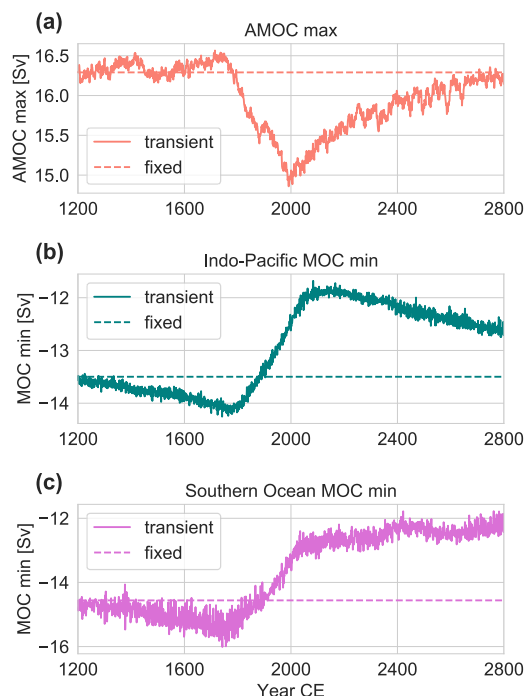 (a)
AMOC max
AMOC max [Sv]
16.5
16.0
15.5
15.0
transient
fixed
1200 1600 2000 2400 2800
(b)
Indo-Pacific MOC min
MOC min [Sv]
−12
−13
−14
transient
fixed
1200 1600 2000 2400 2800
(c)
Southern Ocean MOC min
MOC min [Sv]
−12
−14
−16
transient
fixed
1200 1600 2000 2400 2800
Year CE